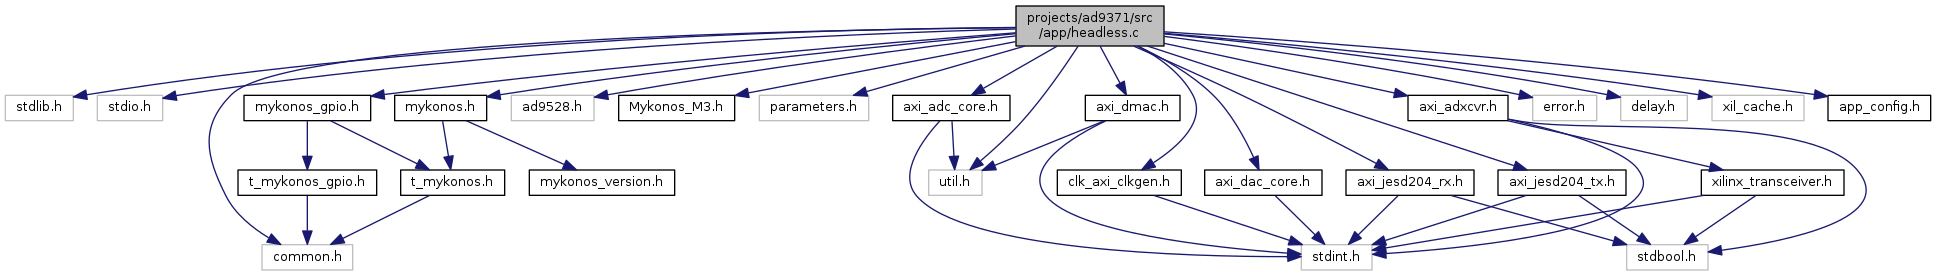 projects/ad9371/src
/app/headless.c
stdlib.h
stdio.h
mykonos_gpio.h
mykonos.h
ad9528.h
Mykonos_M3.h
parameters.h
axi_adc_core.h
axi_dmac.h
axi_adxcvr.h
error.h
delay.h
xil_cache.h
app_config.h
t_mykonos_gpio.h
t_mykonos.h
mykonos_version.h
util.h
clk_axi_clkgen.h
axi_dac_core.h
axi_jesd204_rx.h
axi_jesd204_tx.h
xilinx_transceiver.h
common.h
stdint.h
stdbool.h